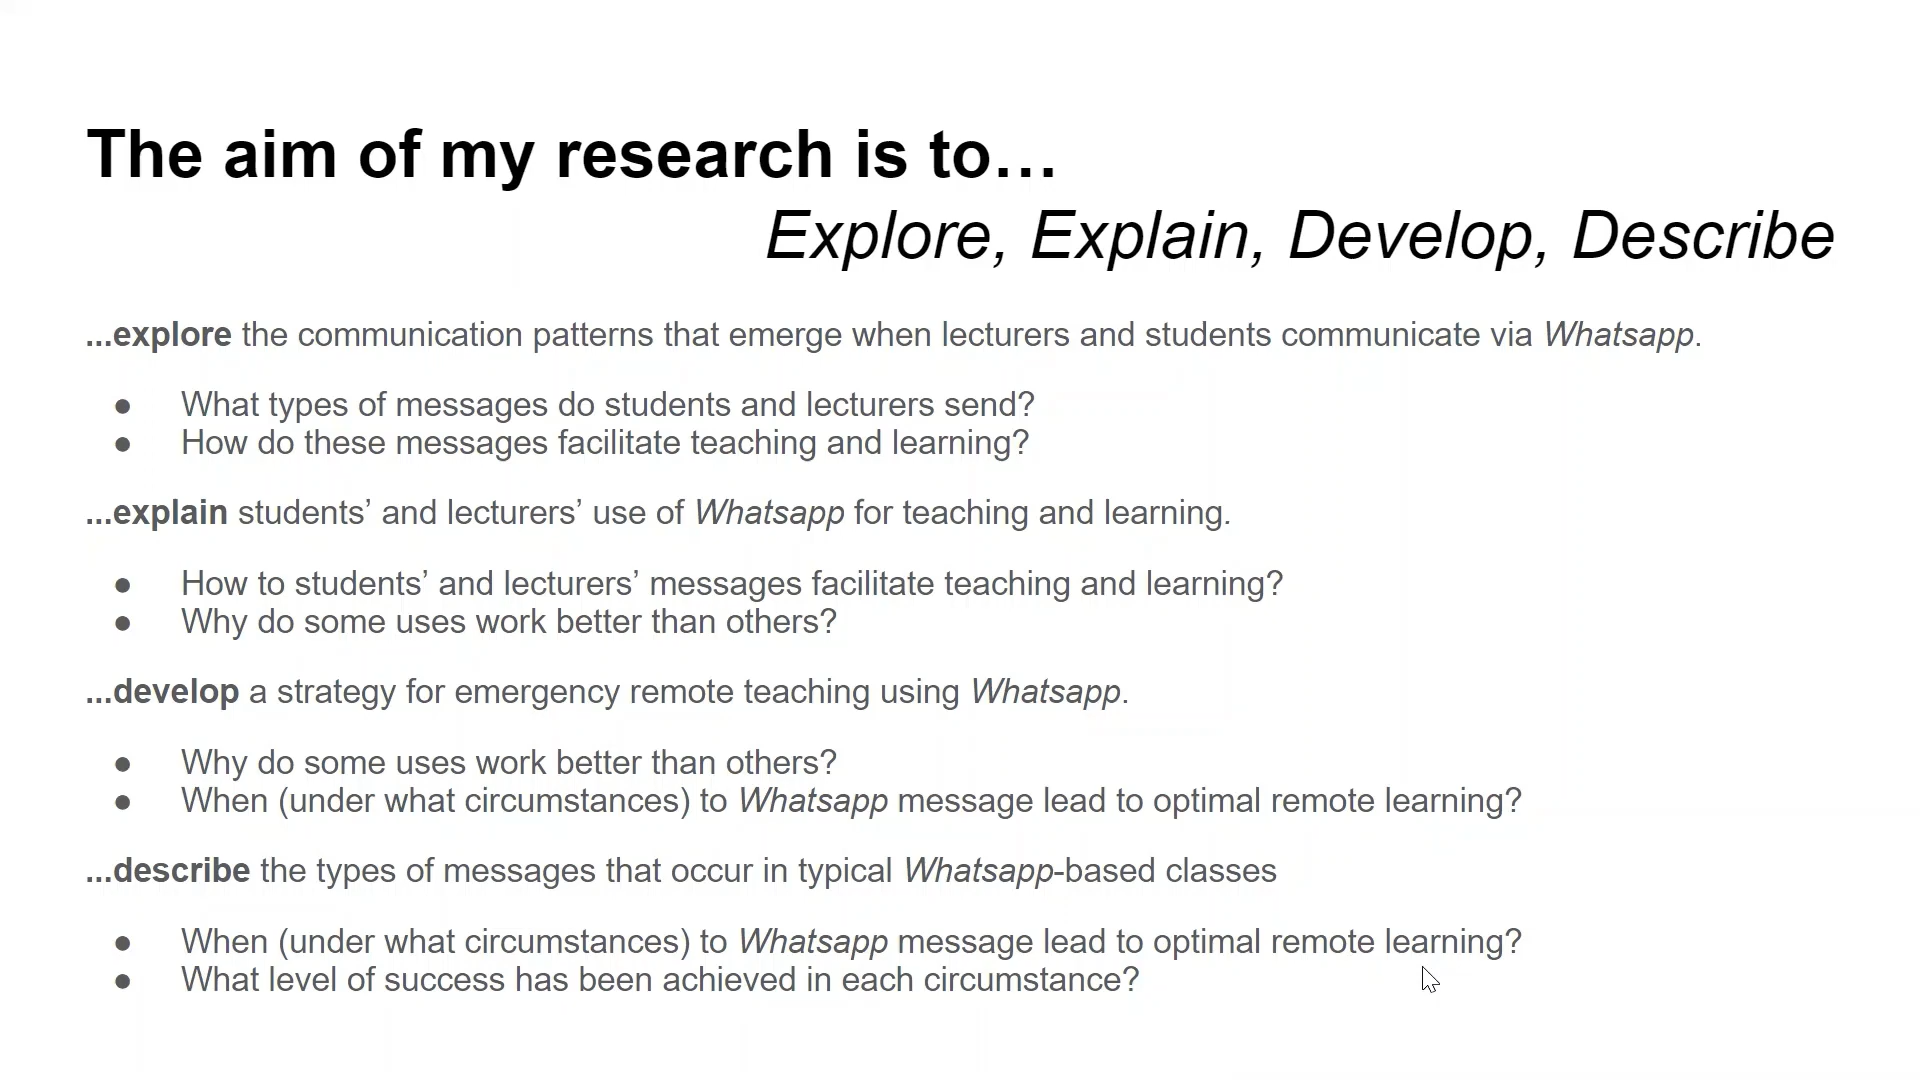 The aim of my research is to…
Explore, Explain, Develop, Describe
...explore the communication patterns that emerge when lecturers and students communicate via Whatsapp.
● What types of messages do students and lecturers send?
● How do these messages facilitate teaching and learning?
...explain students’ and lecturers’ use of Whatsapp for teaching and learning.
● How to students’ and lecturers’ messages facilitate teaching and learning?
● Why do some uses work better than others?
...develop a strategy for emergency remote teaching using Whatsapp.
● Why do some uses work better than others?
● When (under what circumstances) to Whatsapp message lead to optimal remote learning?
...describe the types of messages that occur in typical Whatsapp-based classes
● When (under what circumstances) to Whatsapp message lead to optimal remote learning?
● What level of success has been achieved in each circumstance?